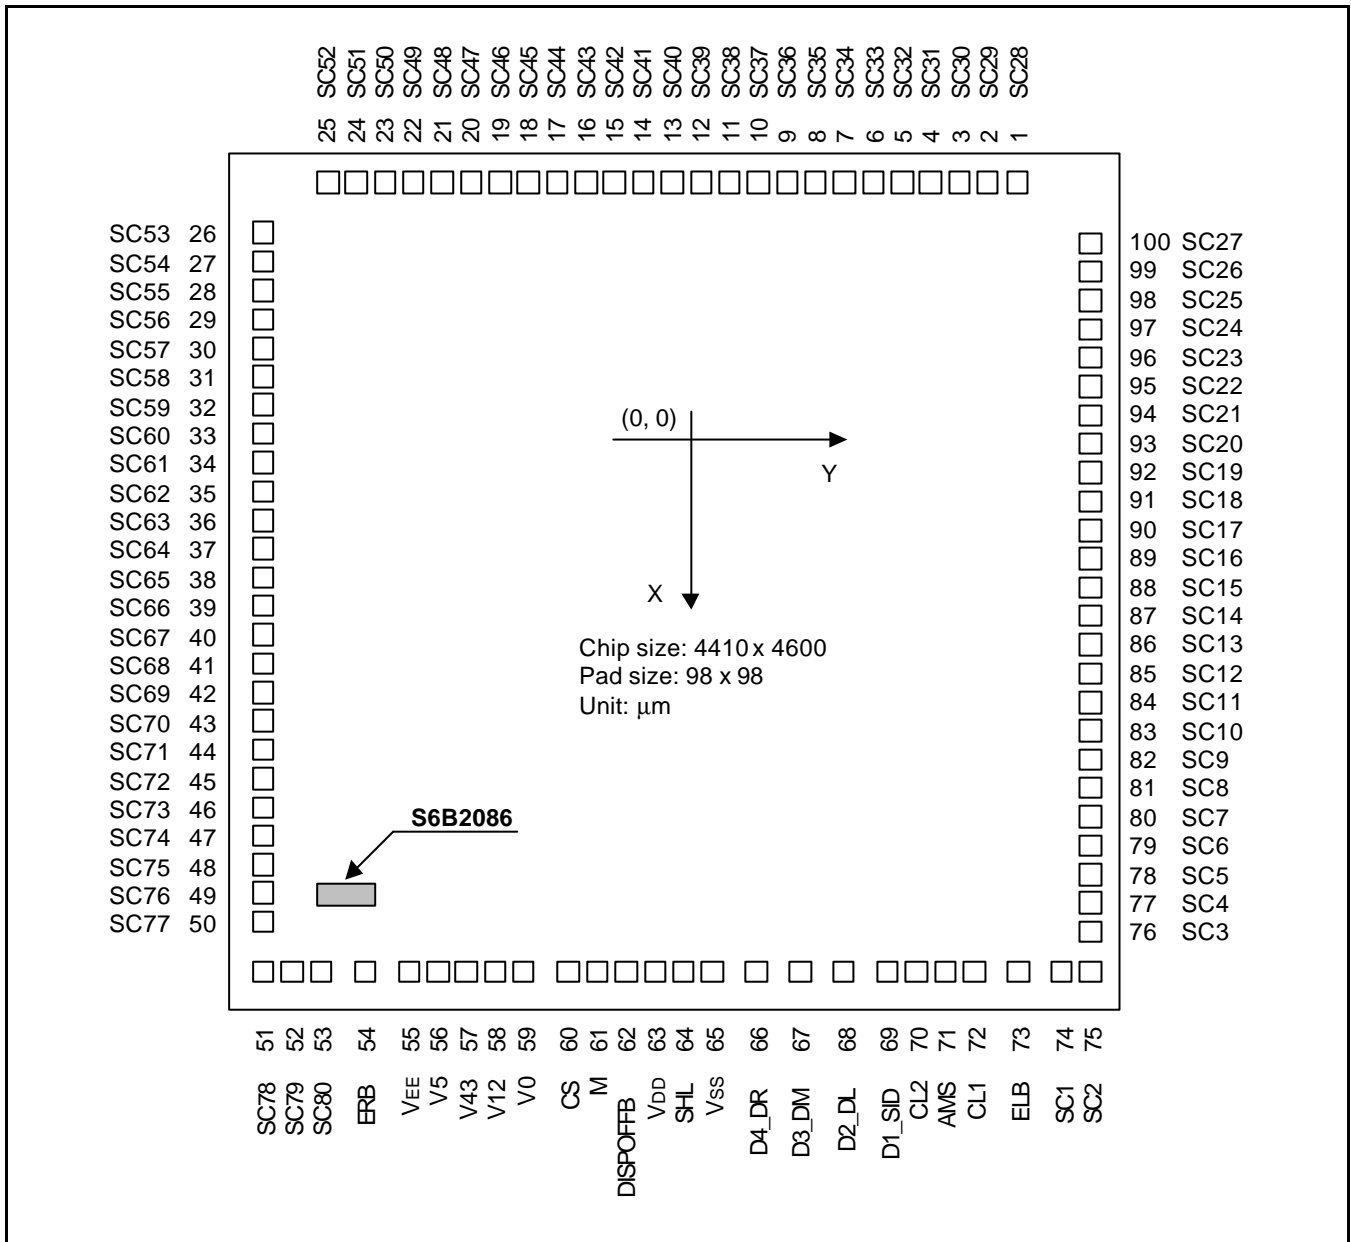 SC52 SC51 SC50 SC49 SC48 SC47 SC46 SC45 SC44 SC43 SC42 SC41 SC40 SC39 SC38 SC37 SC36 SC35 SC34 SC33 SC32 SC31 SC30 SC29 SC28
25 24 23 22 21 20 19 18 17 16 15 14 13 12 11 10 9 8 7 6 5 4 3 2 1
SC53 26
SC54 27
SC55 28
SC56 29
SC57 30
SC58 31
SC59 32
SC60 33
SC61 34
SC62 35
SC63 36
SC64 37
SC65 38
SC66 39
SC67 40
SC68 41
SC69 42
SC70 43
SC71 44
SC72 45
SC73 46
SC74 47
SC75 48
SC76 49
SC77 50
(0, 0)
Y
X
Chip size: 4410 x 4600
Pad size: 98 x 98
Unit: µm
S6B2086
100 SC27
99 SC26
98 SC25
97 SC24
96 SC23
95 SC22
94 SC21
93 SC20
92 SC19
91 SC18
90 SC17
89 SC16
88 SC15
87 SC14
86 SC13
85 SC12
84 SC11
83 SC10
82 SC9
81 SC8
80 SC7
79 SC6
78 SC5
77 SC4
76 SC3
51 52 53 54 55 56 57 58 59 60 61 62 63 64 65 66 67 68 69 70 71 72 73 74 75
SC78 SC79 SC80 ERB VEE V5 V43 V12 V0 CS M DISPOFFB VDD SHL VSS D4_DR D3_DM D2_DL D1_SID CL2 AMS CL1 ELB SC1 SC2